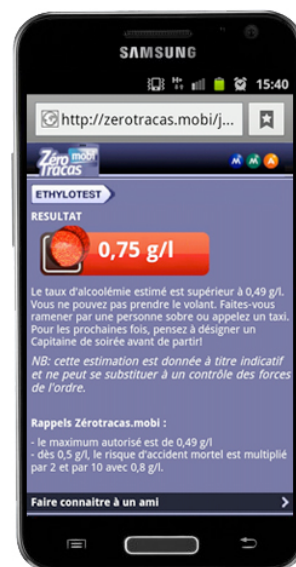 SAMSUNG
15:40
http://zerotracas.mobi/j...
Zéro mobi
Tracas
ETHYLOTEST
RESULTAT
0,75 g/l
Le taux d'alcoolémie estimé est supérieur à 0,49 g/l.
Vous ne pouvez pas prendre le volant. Faites-vous
ramener par une personne sobre ou appelez un taxi.
Pour les prochaines fois, pensez à désigner un
Capitaine de soirée avant de partir!
NB: cette estimation est donnée à titre indicatif
et ne peut se substituer à un contrôle des forces
de l'ordre.
Rappels Zérotracas.mobi :
- le maximum autorisé est de 0,49 g/l
- dès 0,5 g/l, le risque d'accident mortel est multiplié
par 2 et par 10 avec 0,8 g/l.
Faire connaitre à un ami